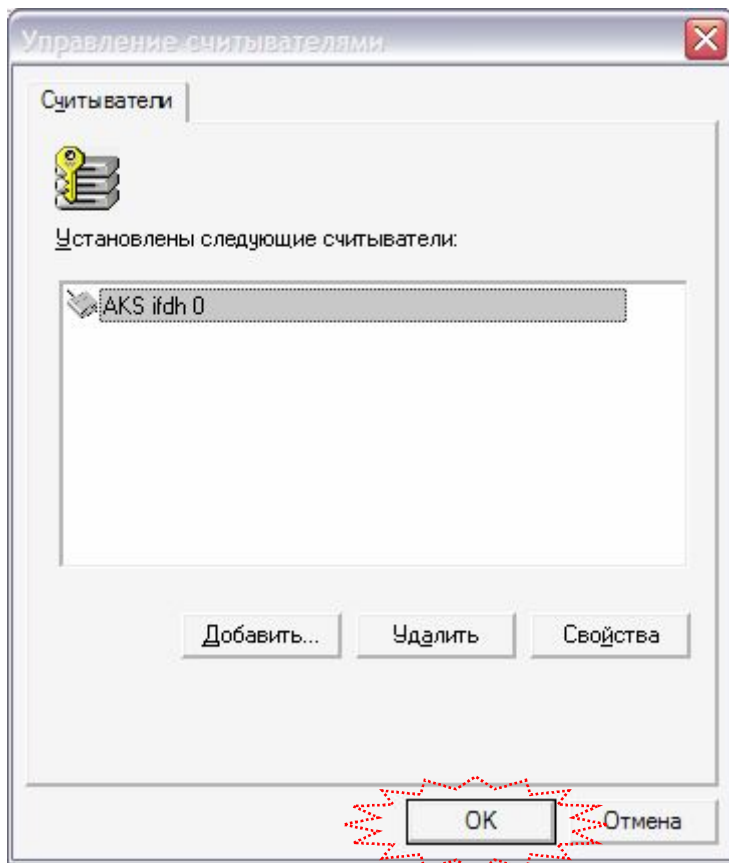 Управление считывателями
Считыватели
Установлены следующие считыватели:
AKS ifdh 0
Добавить...
Удалить
Свойства
OK
Отмена